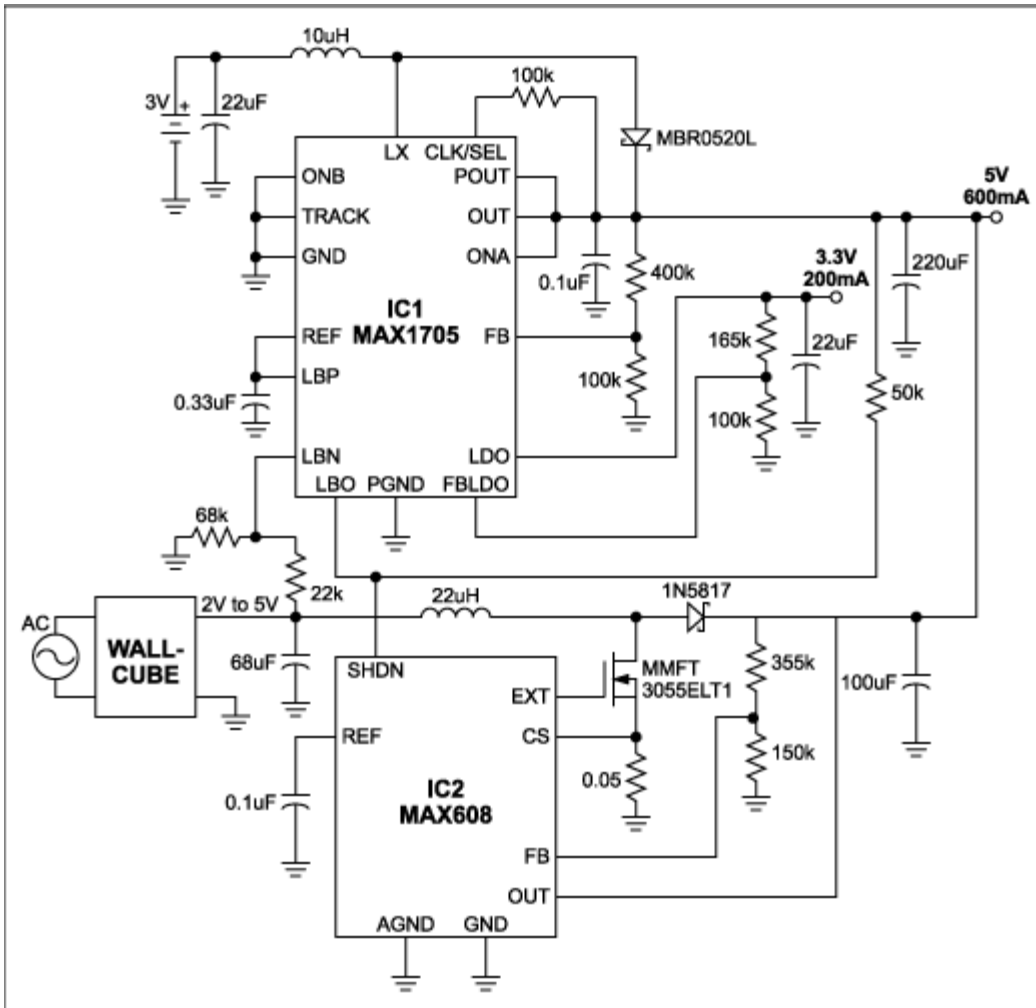 10uH
100k
3V +
22uF
MBR0520L
LX
CLK/SEL
ONB
POUT
5V
600mA
TRACK
OUT
GND
ONA
0.1uF
400k
3.3V
200mA
220uF
IC1
MAX1705
REF
FB
165k
22uF
LBP
100k
50k
0.33uF
100k
LBN
LDO
LBO
PGND
FBLDO
68k
22k
2V to 5V
22uH
1N5817
AC
WALL-
CUBE
68uF
SHDN
EXT
MMFT
3055ELT1
355k
100uF
REF
CS
150k
0.05
IC2
MAX608
0.1uF
FB
OUT
AGND
GND